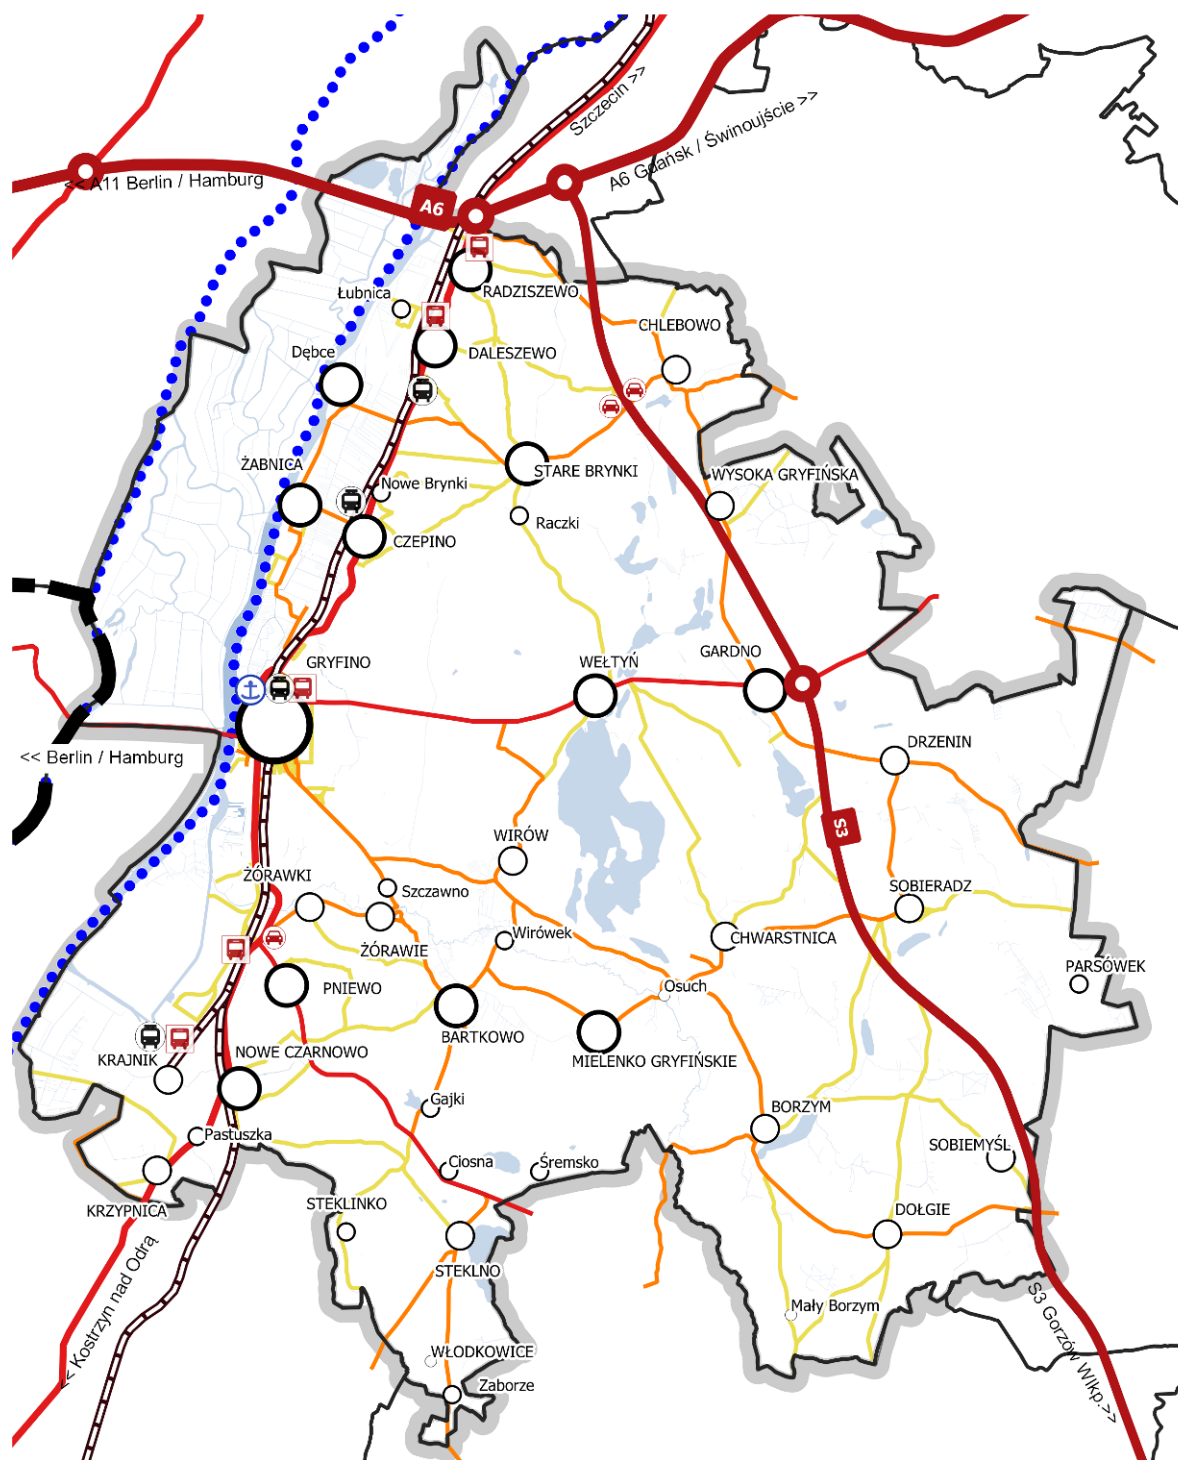 Szczecin >>
A6 Gdańsk / Świnoujście >>
<< A11 Berlin / Hamburg
A6
RADZISZEWO
Łubnica
CHLEBOWO
Dębce
DALESZEWO
ŻABNICA
STARE BRYNKI
WYSOKA GRYFIŃSKA
Nowe Brynki
Raczki
CZEPINO
GRYFINO
WEŁTYŃ
GARDNO
<< Berlin / Hamburg
DRZENIN
S3
WIRÓW
ŻÓRAWKI
Szczawno
SOBIERADZ
Wirówek
CHWARSTNICA
ŻÓRAWIE
PARSÓWEK
PNIEWO
Osuch
BARTKOWO
NOWE CZARNOWO
KRAJNIK
MIELENKO GRYFIŃSKIE
Gajki
BORZYM
Pastuszka
SOBIEMYŚL
Ciosna
Śremsko
KRZYPNICA
STEKLINKO
DOŁGIE
<< Kostrzyn nad Odrą
STEKLNO
Mały Borzym
S3 Gorzów Wlkp.>>
WŁODKOWICE
Zaborze